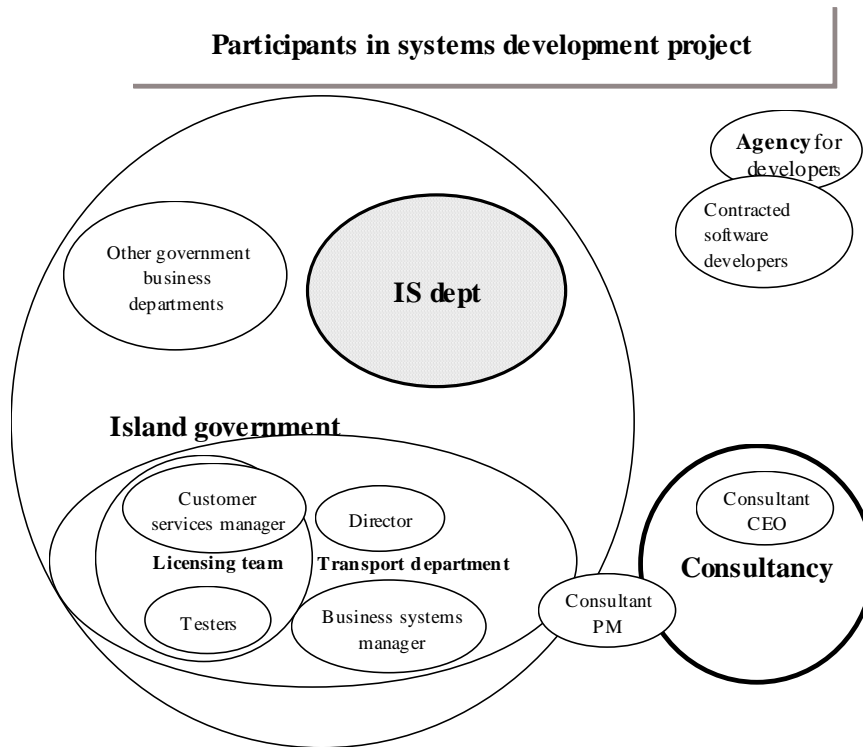 Participants in systems development project
Agency for
developers
Contracted
software
developers
Other government
business
departments
IS dept
Island government
Customer
services manager
Director
Licensing team
Transport department
Testers
Business systems
manager
Consultant
PM
Consultant
CEO
Consultancy